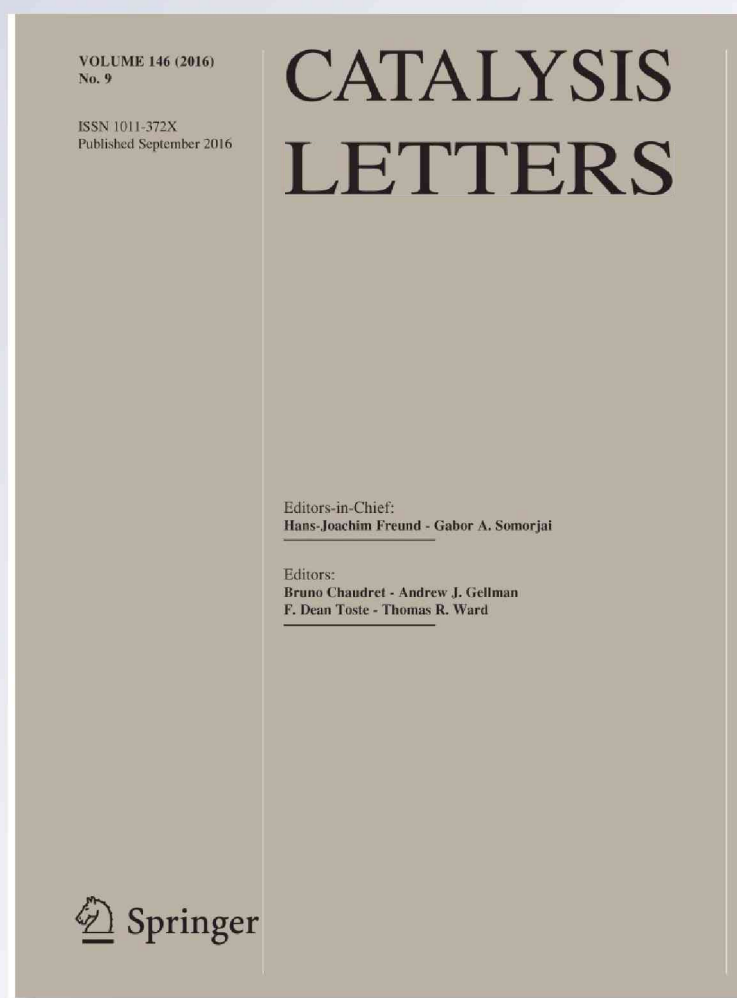 VOLUME 146 (2016)
No. 9
ISSN 1011-372X
Published September 2016
CATALYSIS
LETTERS
Editors-in-Chief:
Hans-Joachim Freund - Gabor A. Somorjai
Editors:
Bruno Chaudret - Andrew J. Gellman
F. Dean Toste - Thomas R. Ward
Springer